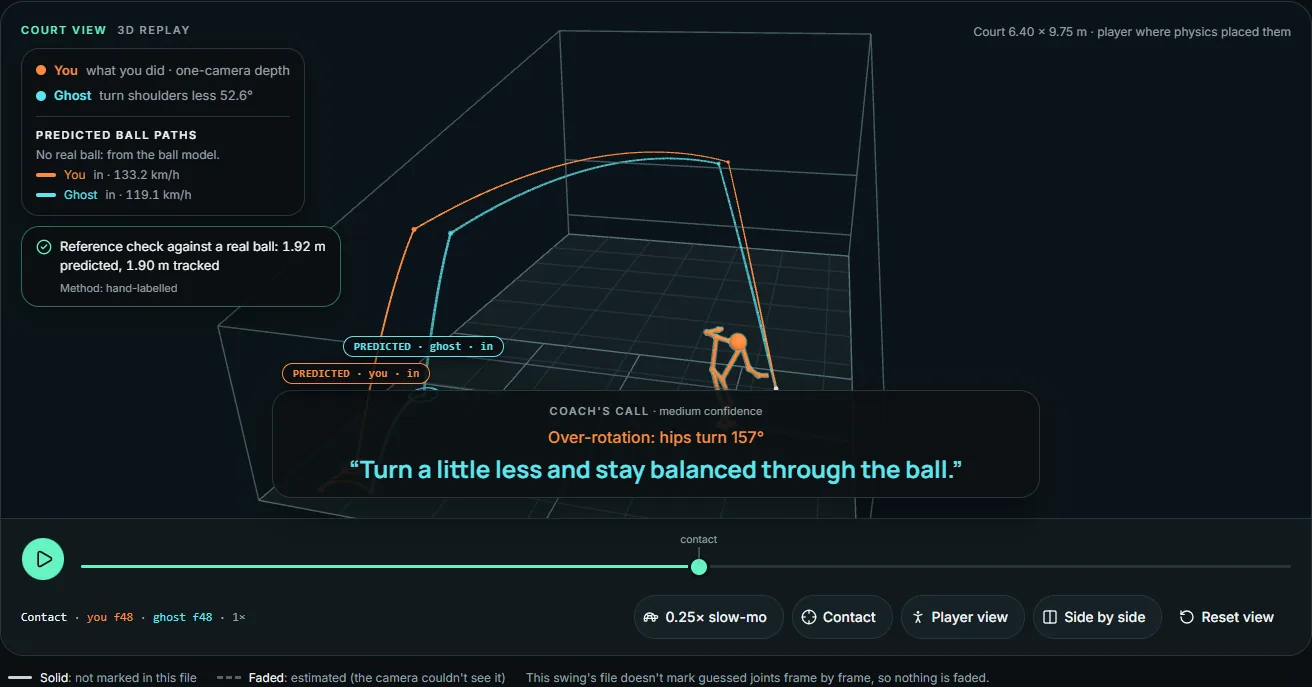 COURT VIEW 3D REPLAY
Court 6.40 × 9.75 m · player where physics placed them
You what you did · one-camera depth
Ghost turn shoulders less 52.6°
PREDICTED BALL PATHS
No real ball: from the ball model.
You in · 133.2 km/h
Ghost in · 119.1 km/h
Reference check against a real ball: 1.92 m
predicted, 1.90 m tracked
Method: hand-labelled
PREDICTED · ghost · in
PREDICTED · you · in
COACH'S CALL · medium confidence
Over-rotation: hips turn 157°
“Turn a little less and stay balanced through the ball.”
contact
Contact · you f48 · ghost f48 · 1×
0.25× slow-mo
Contact
Player view
Side by side
Reset view
Solid: not marked in this file
Faded: estimated (the camera couldn't see it)
This swing's file doesn't mark guessed joints frame by frame, so nothing is faded.